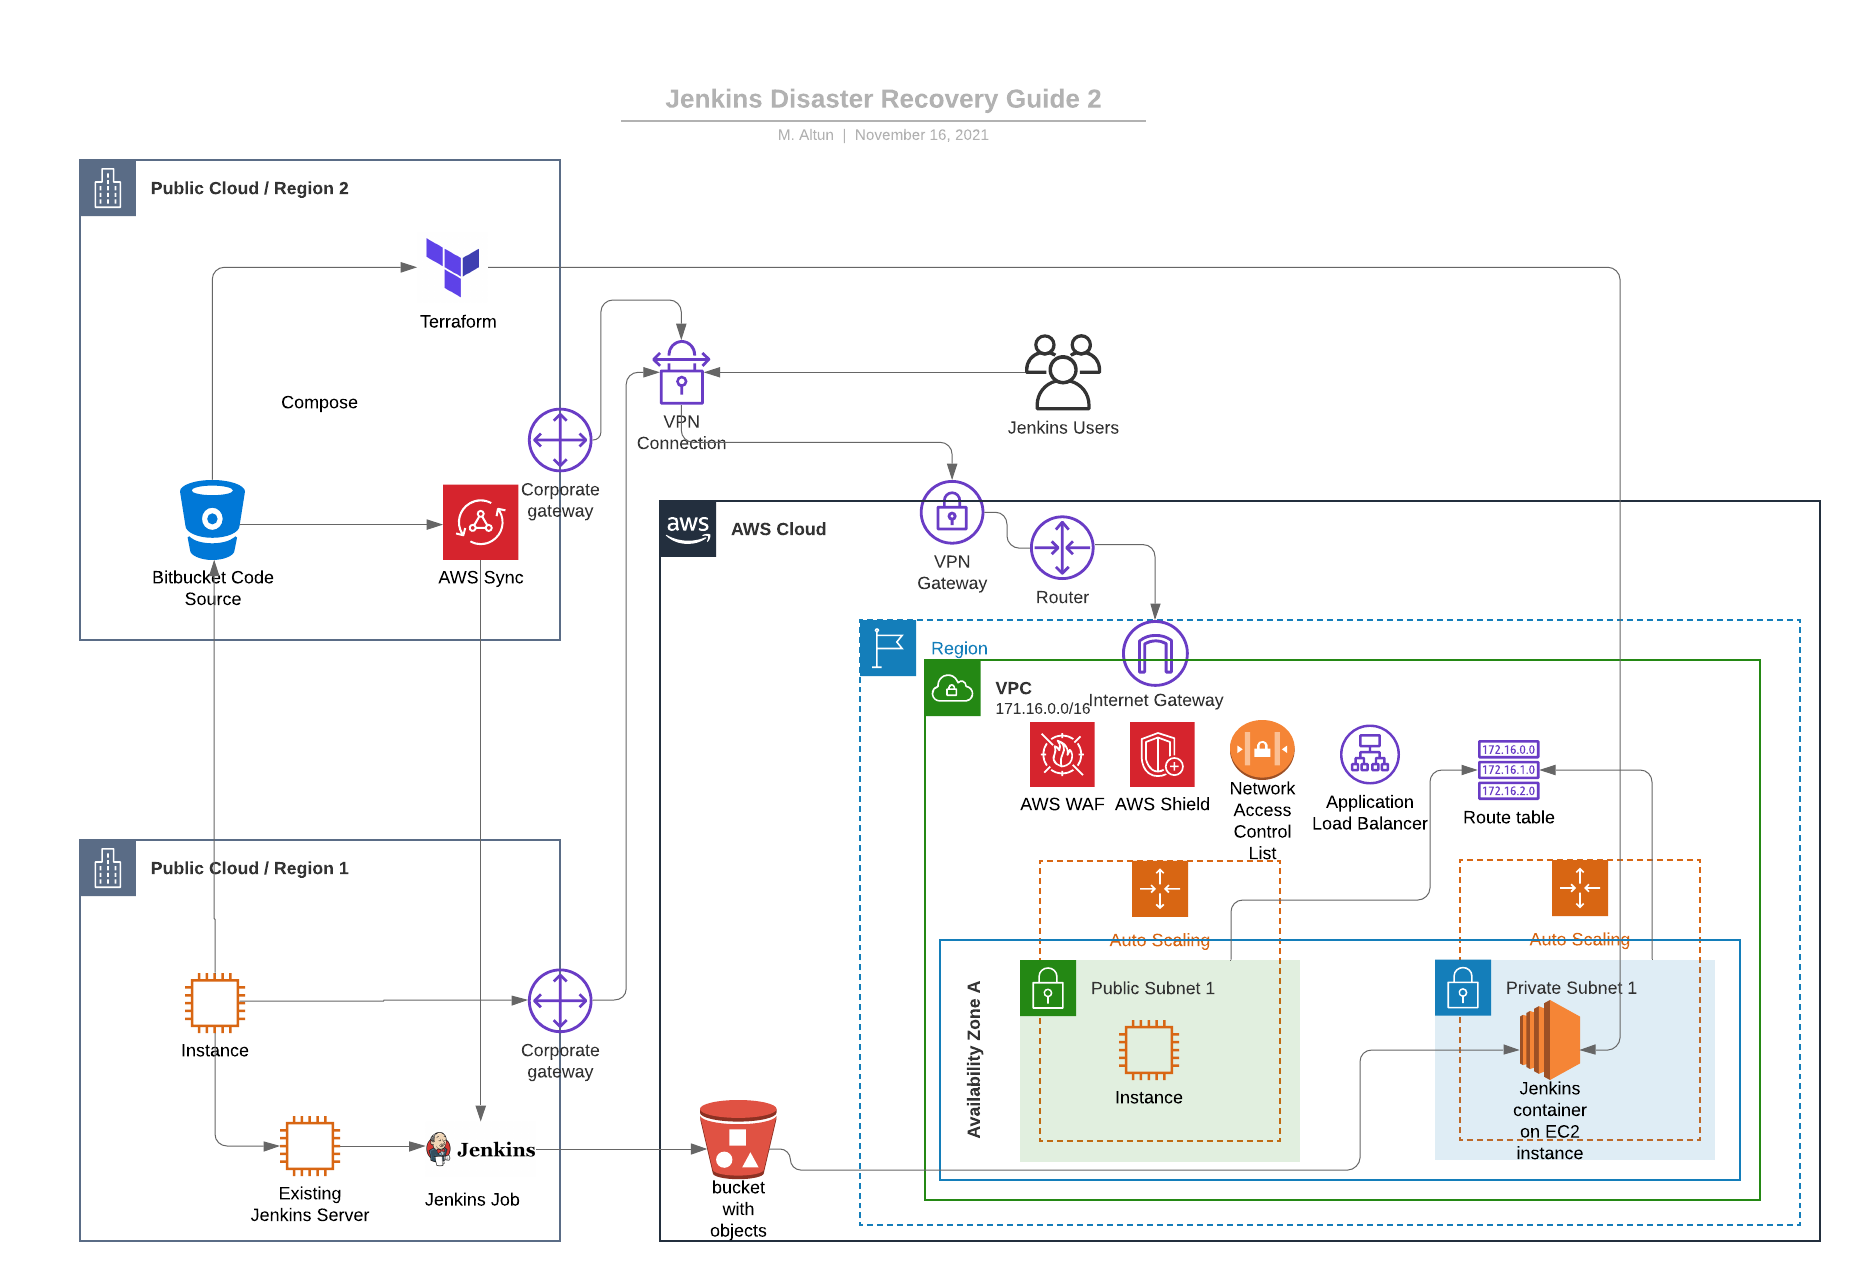 Jenkins Disaster Recovery Guide 2
M. Altun | November 16, 2021
Public Cloud / Region 2
Terraform
Compose
Corporate
gateway
Bitbucket Code
Source
AWS Sync
VPN
Connection
Jenkins Users
aws
AWS Cloud
VPN
Gateway
Router
Region
VPC
171.16.0.0/16
Internet Gateway
AWS WAF
AWS Shield
Network
Access
Control
List
Application
Load Balancer
172.16.0.0
172.16.1.0
172.16.2.0
Route table
Auto Scaling
Auto Scaling
Availability Zone A
Public Subnet 1
Instance
Private Subnet 1
Jenkins
container
on EC2
instance
Public Cloud / Region 1
Instance
Corporate
gateway
Existing
Jenkins Server
Jenkins
Jenkins Job
bucket
with
objects